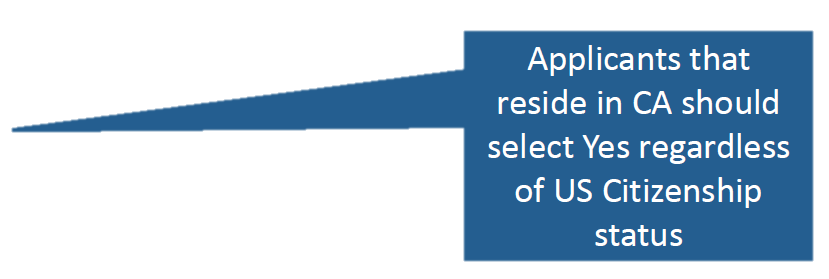 Applicants that
reside in CA should
select Yes regardless
of US Citizenship
status